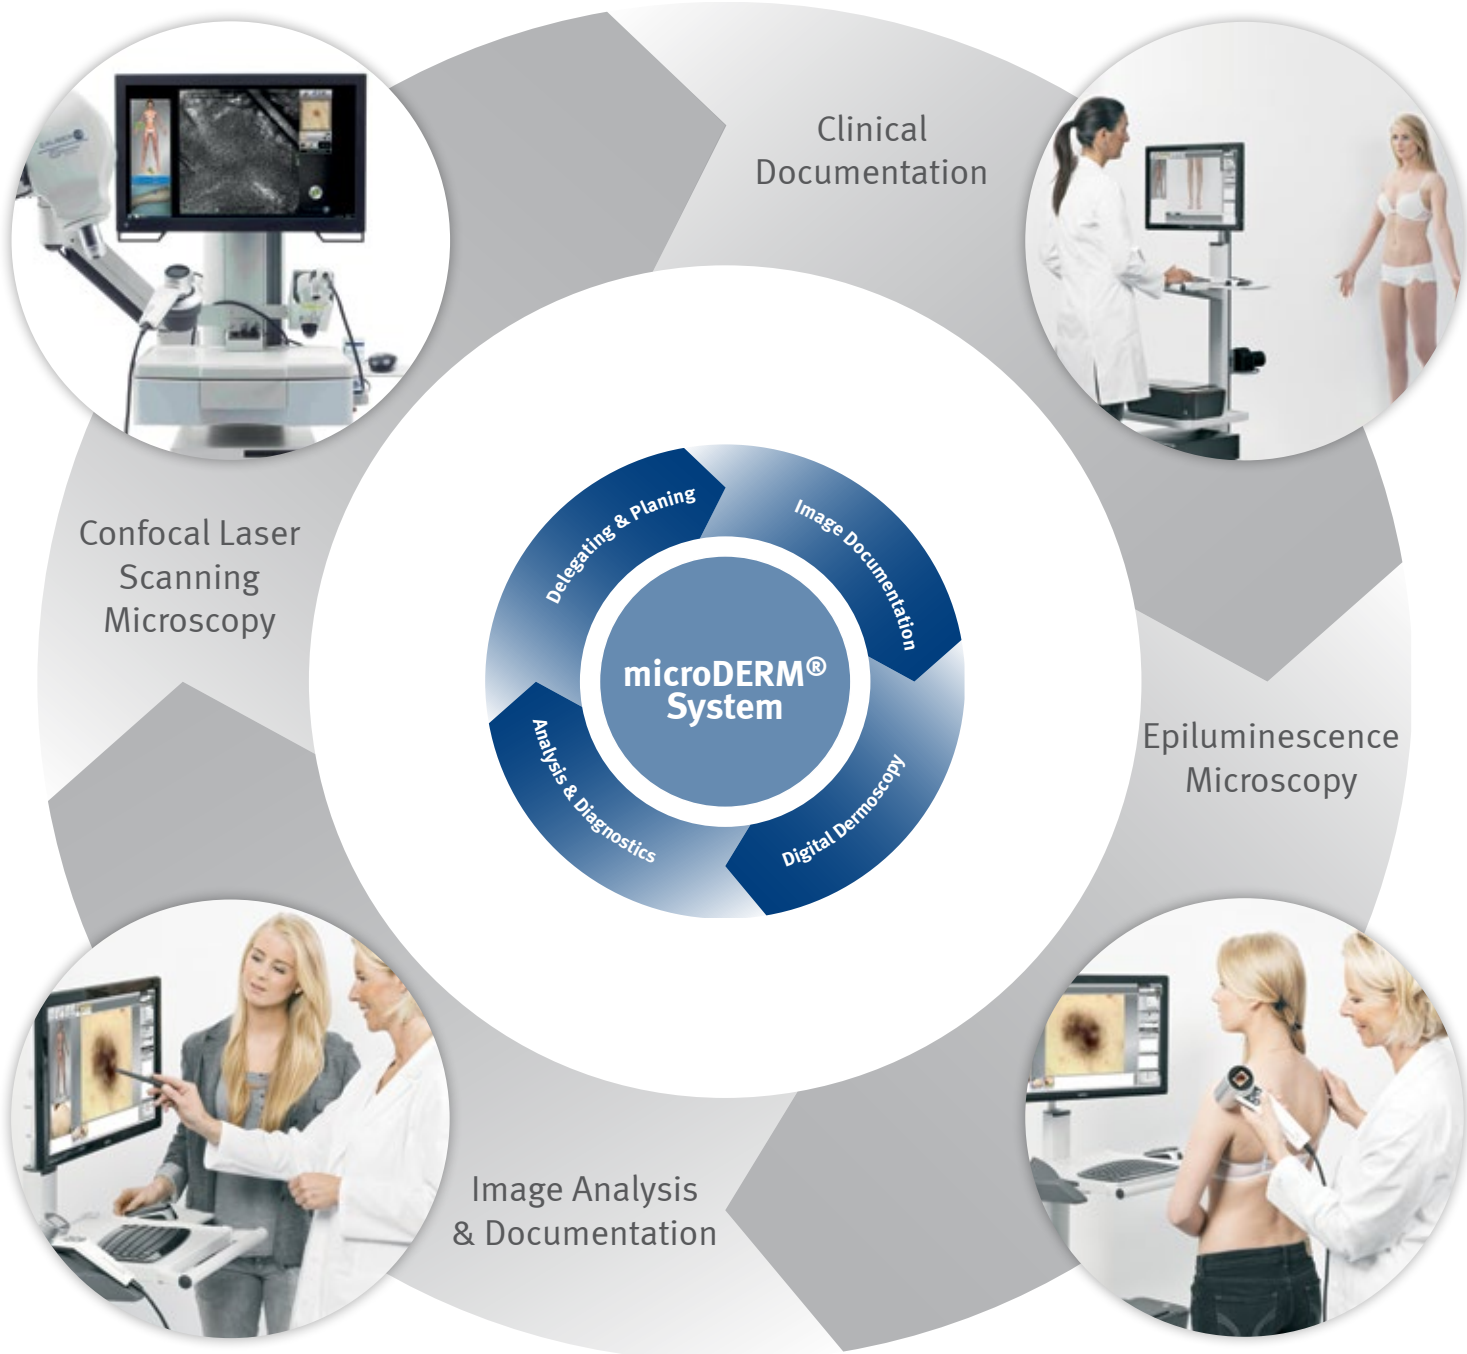 Clinical
Documentation
Confocal Laser
Scanning
Microscopy
Delegating & Planing
Image Documentation
microDERM®
System
Analysis & Diagnostics
Digital Dermoscopy
Epiluminescence
Microscopy
Image Analysis
& Documentation